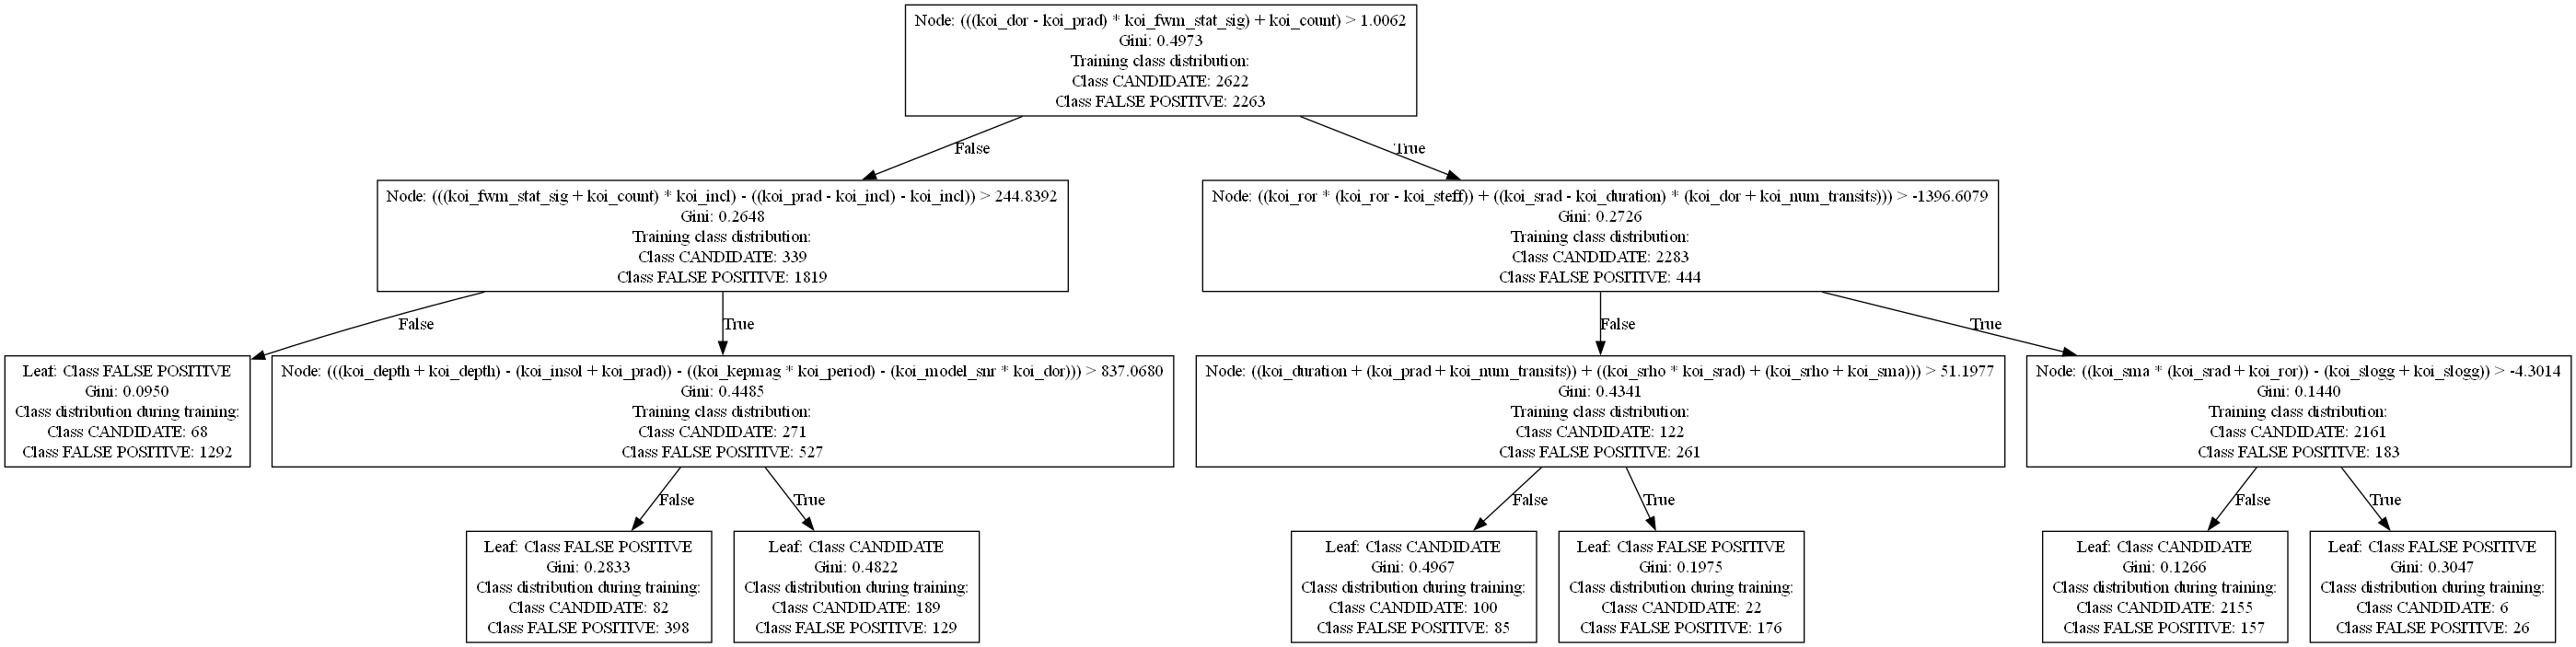 Node: (((koi_dor - koi_prad) * koi_fwm_stat_sig) + koi_count) > 1.0062
Gini: 0.4973
Training class distribution:
Class CANDIDATE: 2622
Class FALSE POSITIVE: 2263
False
True
Node: (((koi_fwm_stat_sig + koi_count) * koi_incl) - ((koi_prad - koi_incl) - koi_incl)) > 244.8392
Gini: 0.2648
Training class distribution:
Class CANDIDATE: 339
Class FALSE POSITIVE: 1819
Node: ((koi_ror * (koi_ror - koi_steff)) + ((koi_srad - koi_duration) * (koi_dor + koi_num_transits))) > -1396.6079
Gini: 0.2726
Training class distribution:
Class CANDIDATE: 2283
Class FALSE POSITIVE: 444
False
True
False
True
Leaf: Class FALSE POSITIVE
Gini: 0.0950
Class distribution during training:
Class CANDIDATE: 68
Class FALSE POSITIVE: 1292
Node: (((koi_depth + koi_depth) - (koi_insol + koi_prad)) - ((koi_kepmag * koi_period) - (koi_model_snr * koi_dor))) > 837.0680
Gini: 0.4485
Training class distribution:
Class CANDIDATE: 271
Class FALSE POSITIVE: 527
Node: ((koi_duration + (koi_prad + koi_num_transits)) + ((koi_srho * koi_srad) + (koi_srho + koi_sma))) > 51.1977
Gini: 0.4341
Training class distribution:
Class CANDIDATE: 122
Class FALSE POSITIVE: 261
Node: ((koi_sma * (koi_srad + koi_ror)) - (koi_slogg + koi_slogg)) > -4.3014
Gini: 0.1440
Training class distribution:
Class CANDIDATE: 2161
Class FALSE POSITIVE: 183
False
True
False
True
False
True
Leaf: Class FALSE POSITIVE
Gini: 0.2833
Class distribution during training:
Class CANDIDATE: 82
Class FALSE POSITIVE: 398
Leaf: Class CANDIDATE
Gini: 0.4822
Class distribution during training:
Class CANDIDATE: 189
Class FALSE POSITIVE: 129
Leaf: Class CANDIDATE
Gini: 0.4967
Class distribution during training:
Class CANDIDATE: 100
Class FALSE POSITIVE: 85
Leaf: Class FALSE POSITIVE
Gini: 0.1975
Class distribution during training:
Class CANDIDATE: 22
Class FALSE POSITIVE: 176
Leaf: Class CANDIDATE
Gini: 0.1266
Class distribution during training:
Class CANDIDATE: 2155
Class FALSE POSITIVE: 157
Leaf: Class FALSE POSITIVE
Gini: 0.3047
Class distribution during training:
Class CANDIDATE: 6
Class FALSE POSITIVE: 26